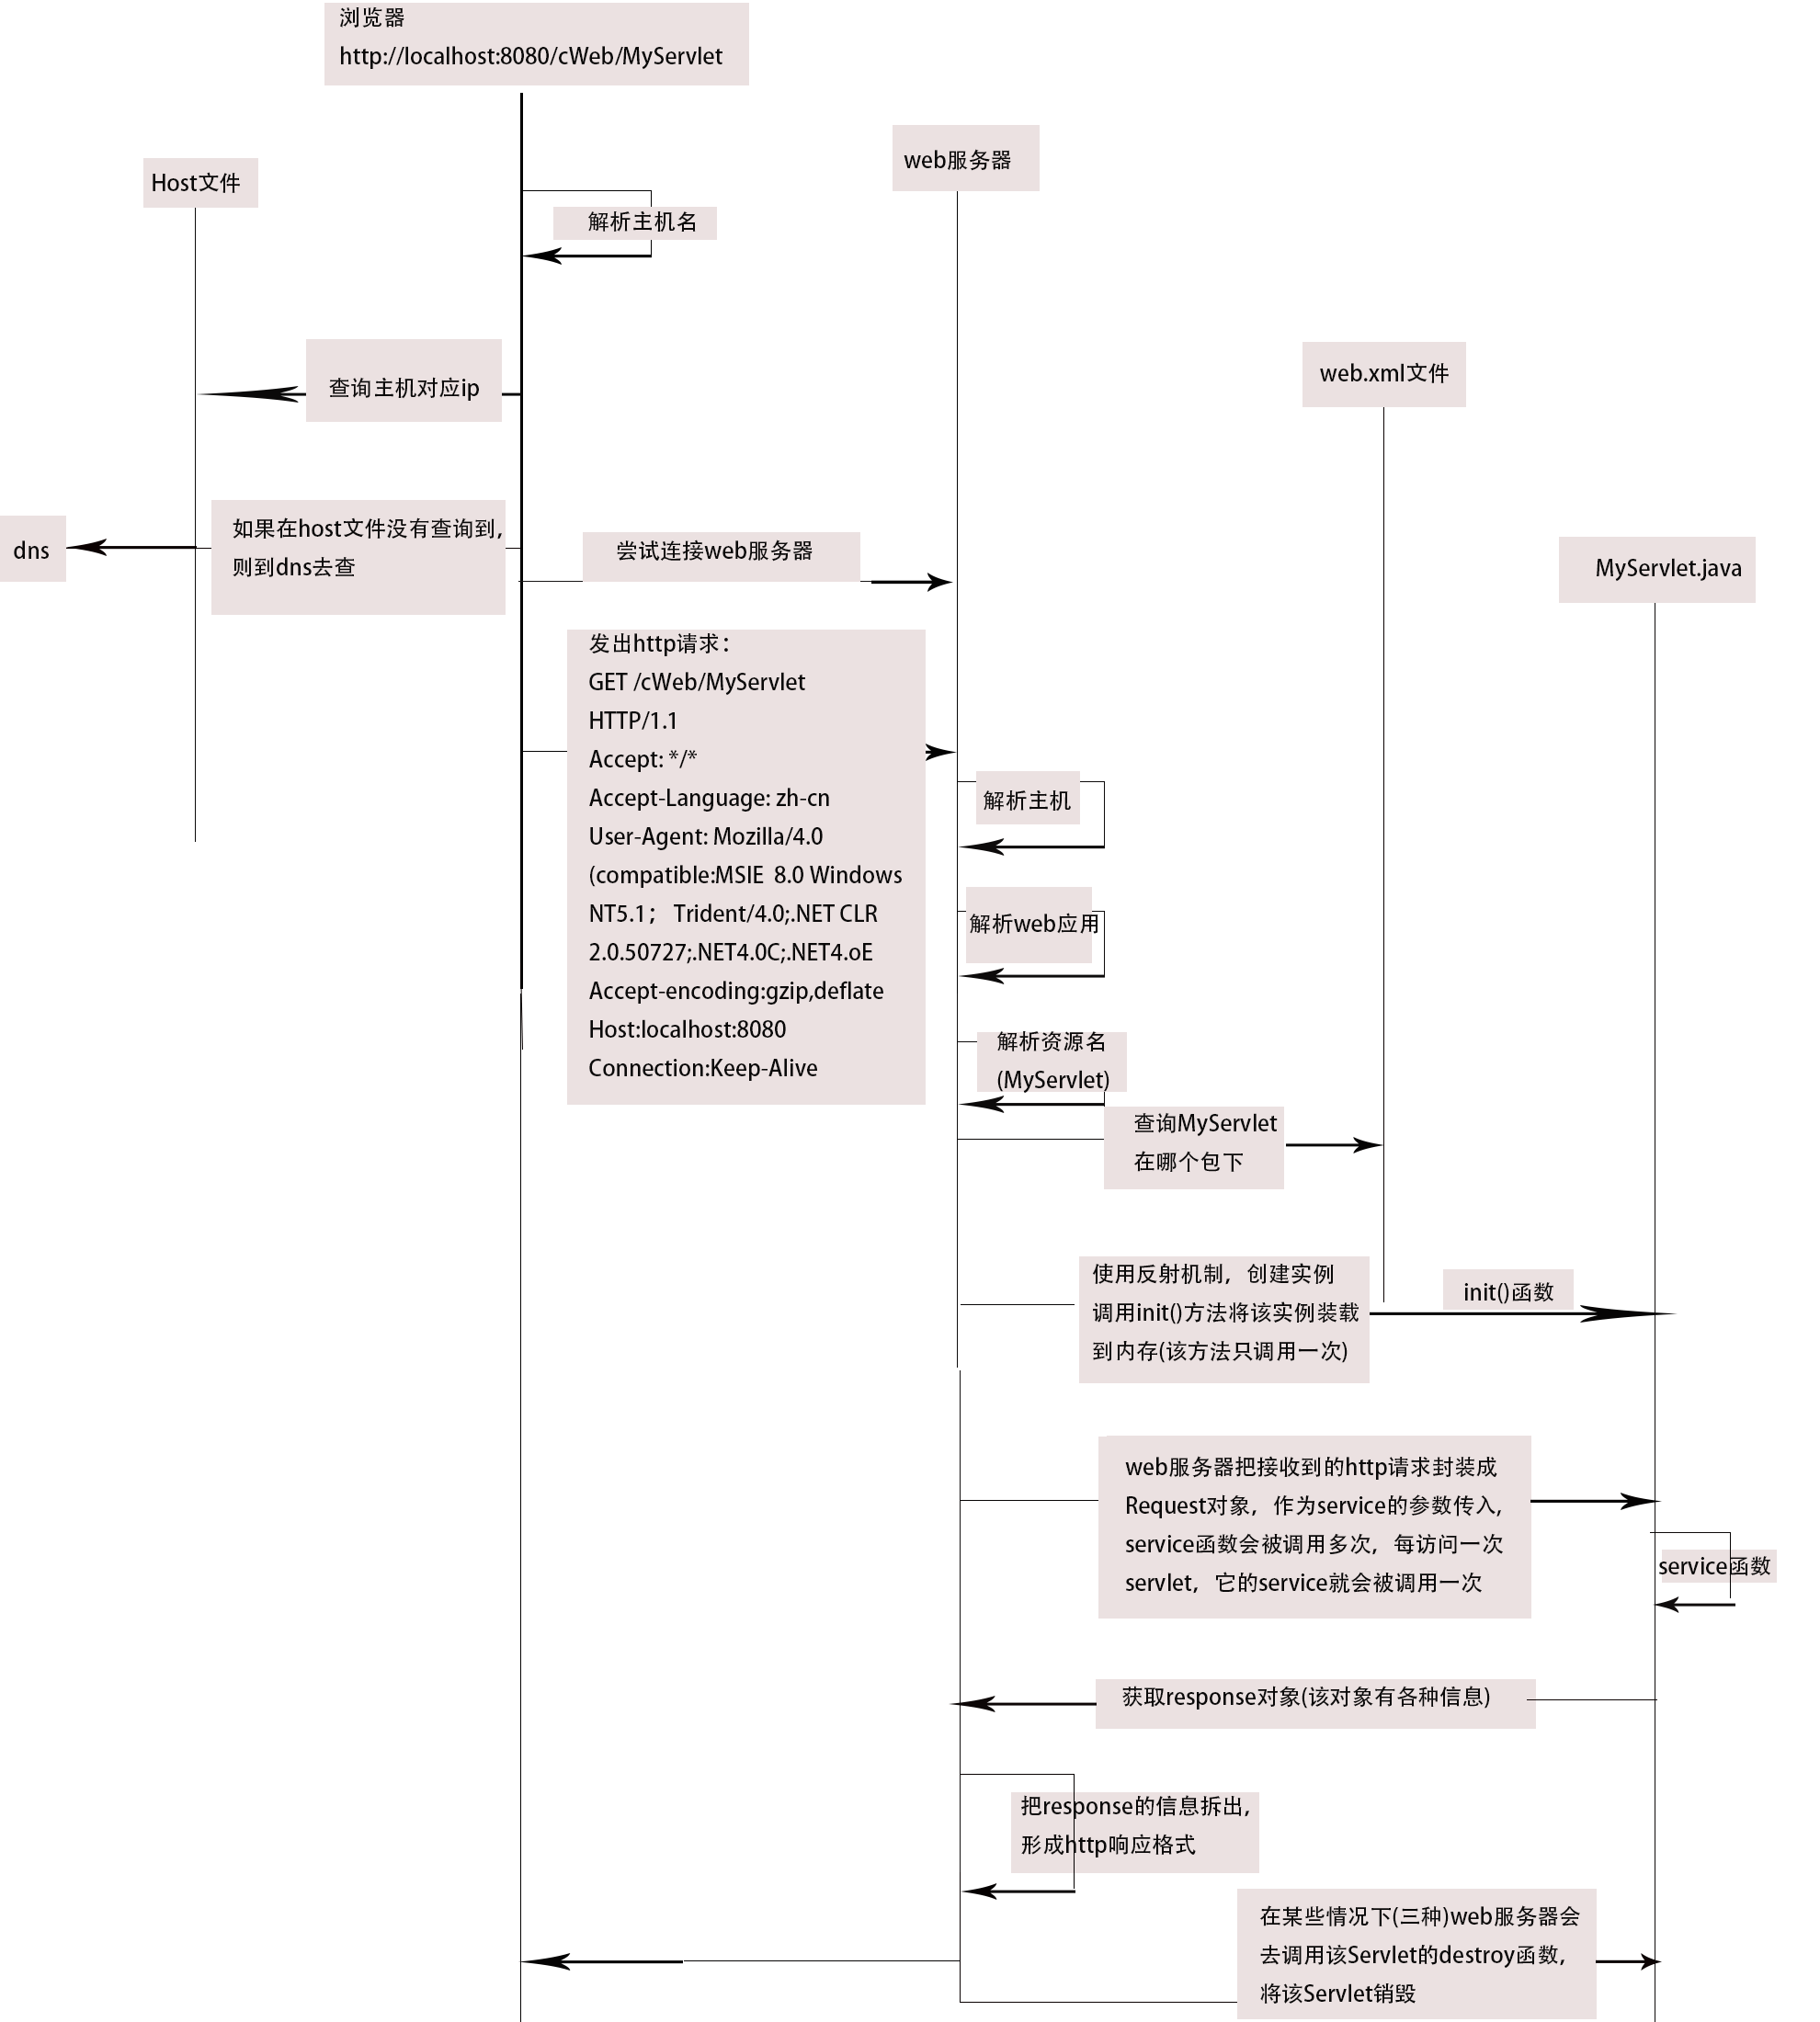 浏览器
http://localhost:8080/cWeb/MyServlet
web服务器
Host文件
解析主机名
web.xml文件
查询主机对应ip
如果在host文件没有查询到,
则到dns去查
dns
尝试连接web服务器
MyServlet.java
发出http请求:
GET /cWeb/MyServlet
HTTP/1.1
Accept: */*
Accept-Language: zh-cn
User-Agent: Mozilla/4.0
(compatible:MSIE  8.0 Windows
NT5.1； Trident/4.0;.NET CLR
2.0.50727;.NET4.0C;.NET4.oE
Accept-encoding:gzip,deflate
Host:localhost:8080
Connection:Keep-Alive
解析主机
解析web应用
解析资源名
(MyServlet)
查询MyServlet
在哪个包下
使用反射机制，创建实例
调用init()方法将该实例装载
到内存(该方法只调用一次)
init()函数
web服务器把接收到的http请求封装成
Request对象，作为service的参数传入,
service函数会被调用多次，每访问一次
servlet，它的service就会被调用一次
service函数
获取response对象(该对象有各种信息)
把response的信息拆出,
形成http响应格式
在某些情况下(三种)web服务器会
去调用该Servlet的destroy函数,
将该Servlet销毁